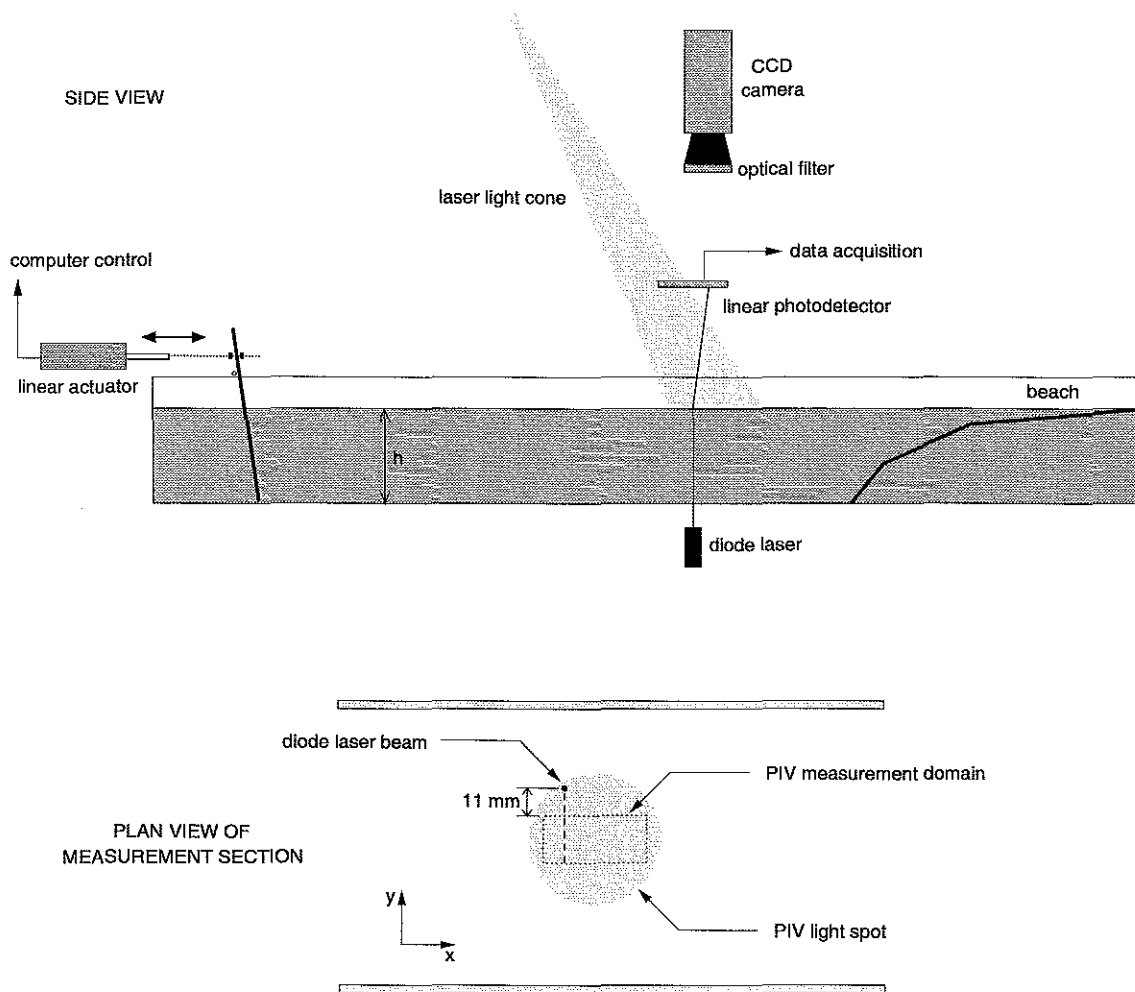 SIDE VIEW
CCD
camera
optical filter
laser light cone
data acquisition
computer control
linear photodetector
linear actuator
beach
h
diode laser
diode laser beam
PIV measurement domain
11 mm
PLAN VIEW OF
MEASUREMENT SECTION
y
x
PIV light spot